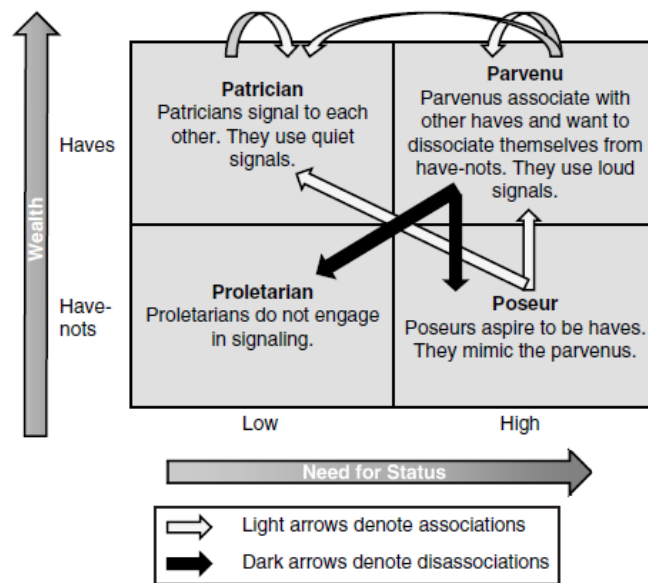 Patrician
Patricians signal to each
other. They use quiet
signals.
Parvenu
Parvenus associate with
other haves and want to
dissociate themselves from
have-nots. They use loud
signals.
Haves
Wealth
Have-
nots
Proletarian
Proletarians do not engage
in signaling.
Poseur
Poseurs aspire to be haves.
They mimic the parvenus.
Low
High
Need for Status
Light arrows denote associations
Dark arrows denote disassociations